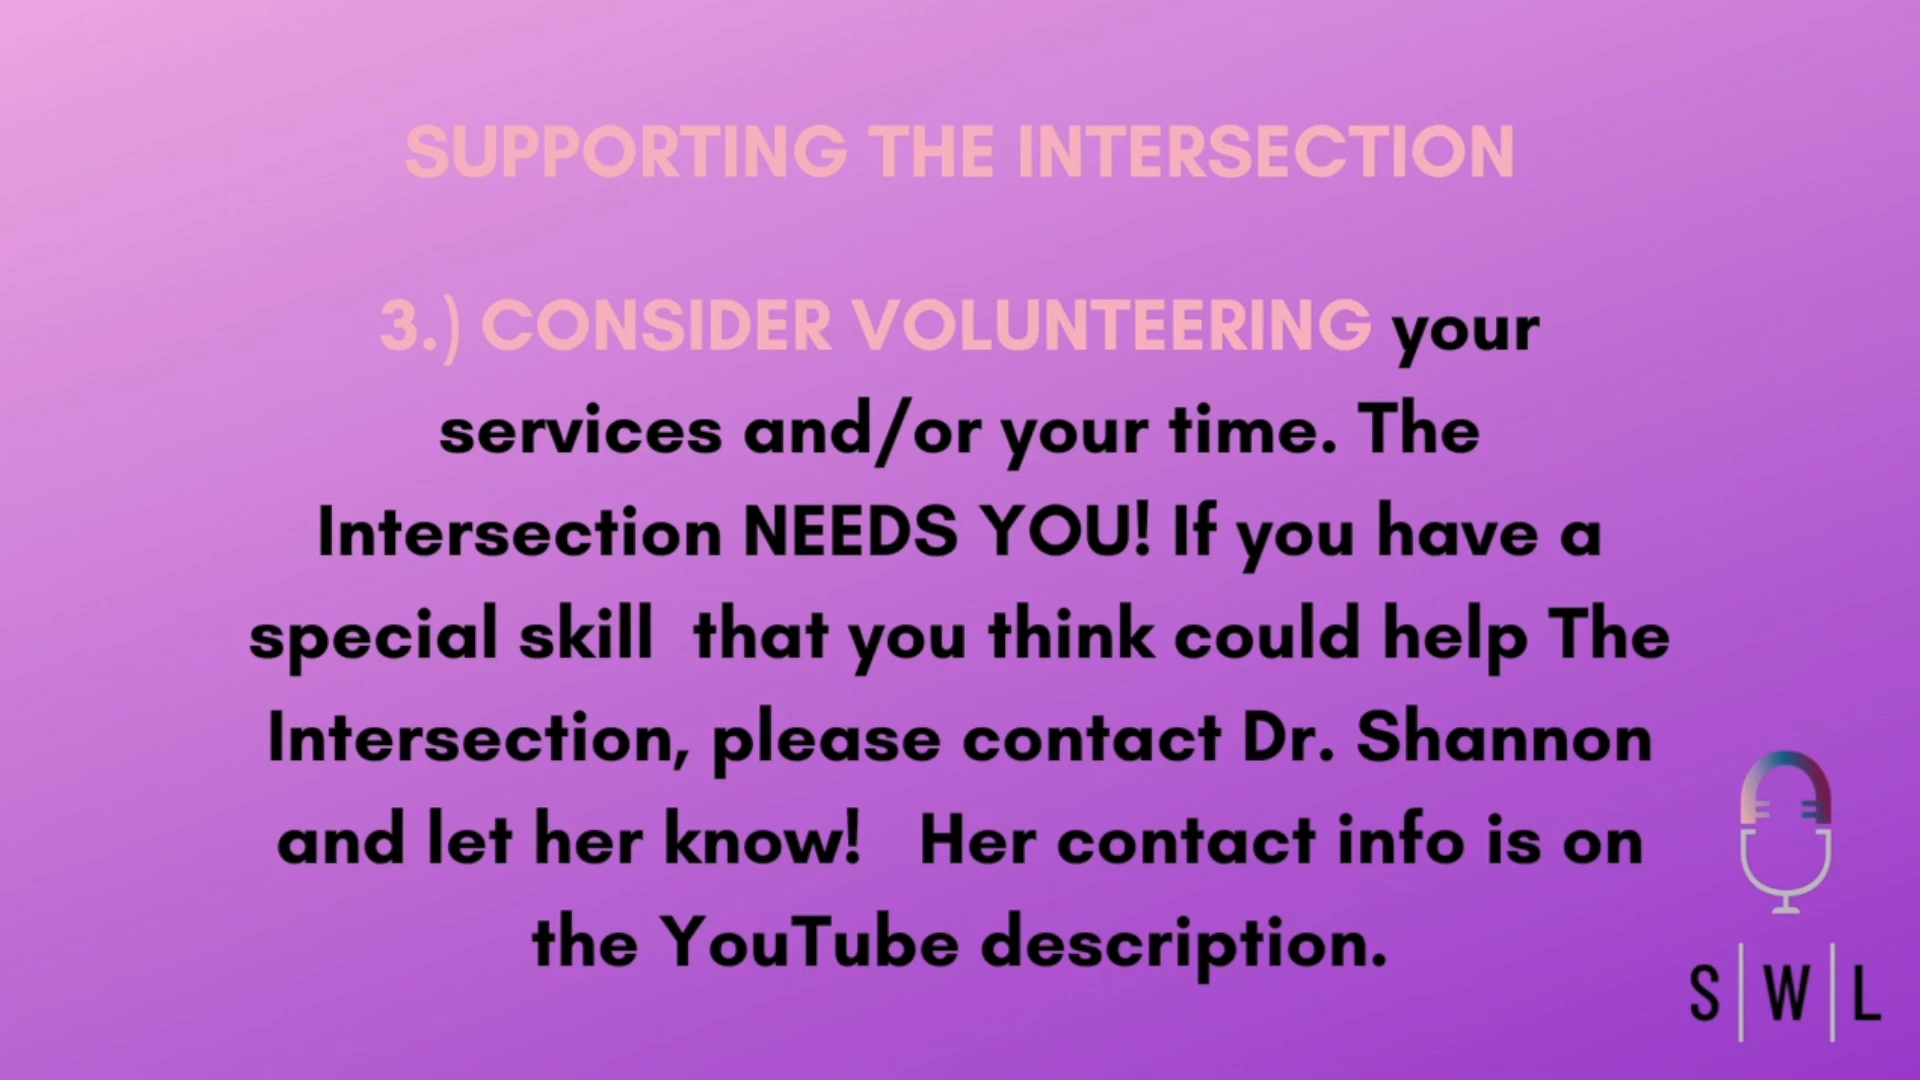 SUPPORTING THE INTERSECTION
3.) CONSIDER VOLUNTEERING your
services and/or your time. The
Intersection NEEDS YOU! If you have a
special skill  that you think could help The
Intersection, please contact Dr. Shannon
and let her know!   Her contact info is on
the YouTube description.
S|W|L